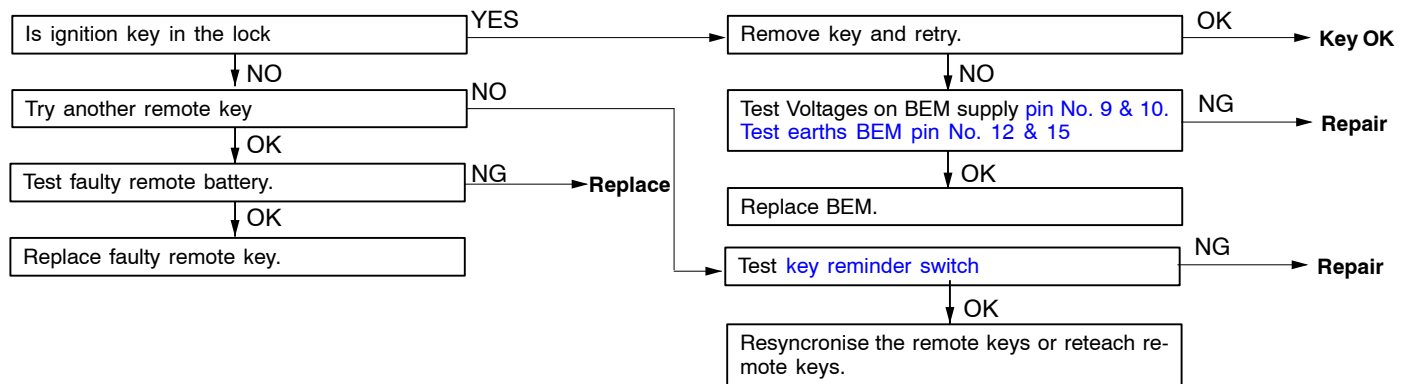 Is ignition key in the lock
YES
Remove key and retry.
OK
Key OK
NO
NO
Try another remote key
NO
Test Voltages on BEM supply pin No. 9 & 10.
Test earths BEM pin No. 12 & 15
NG
Repair
OK
OK
Test faulty remote battery.
NG
Replace
Replace BEM.
OK
Replace faulty remote key.
Test key reminder switch
NG
Repair
OK
Resyncronise the remote keys or reteach re-
mote keys.